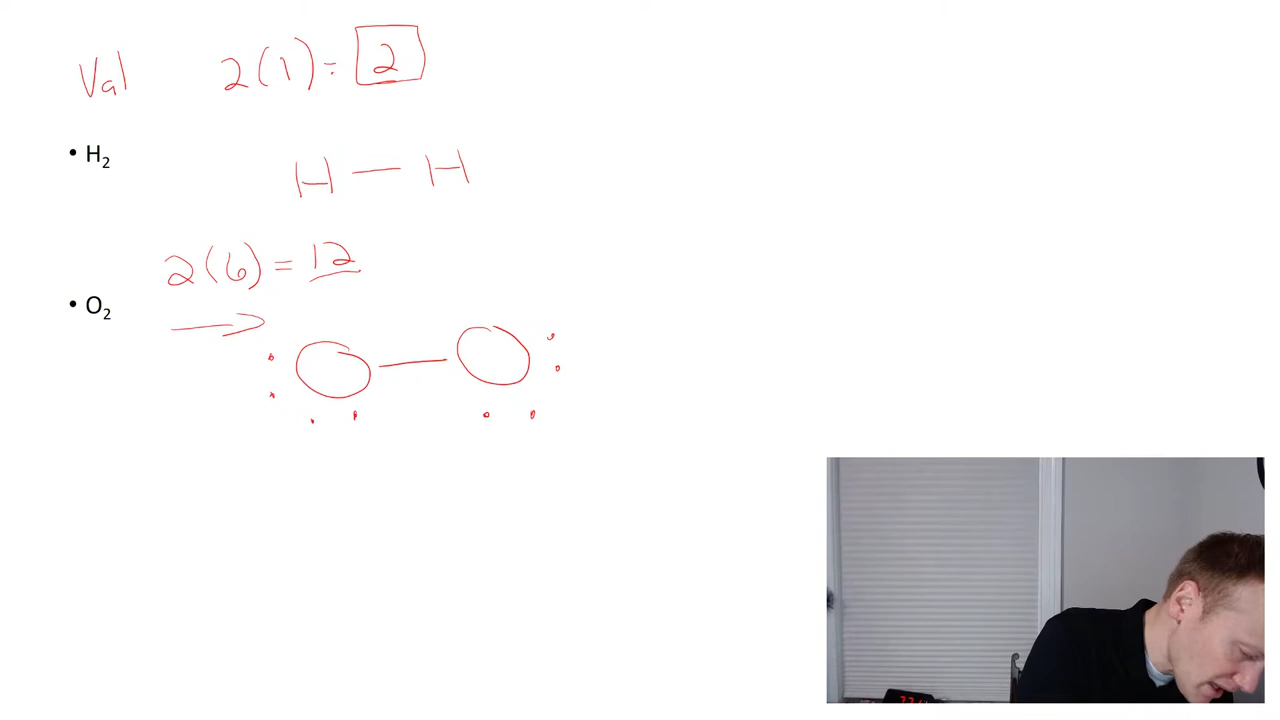 Val 2(1) = 2
• H₂
H — H
2(6) = 12
• O₂
O — O